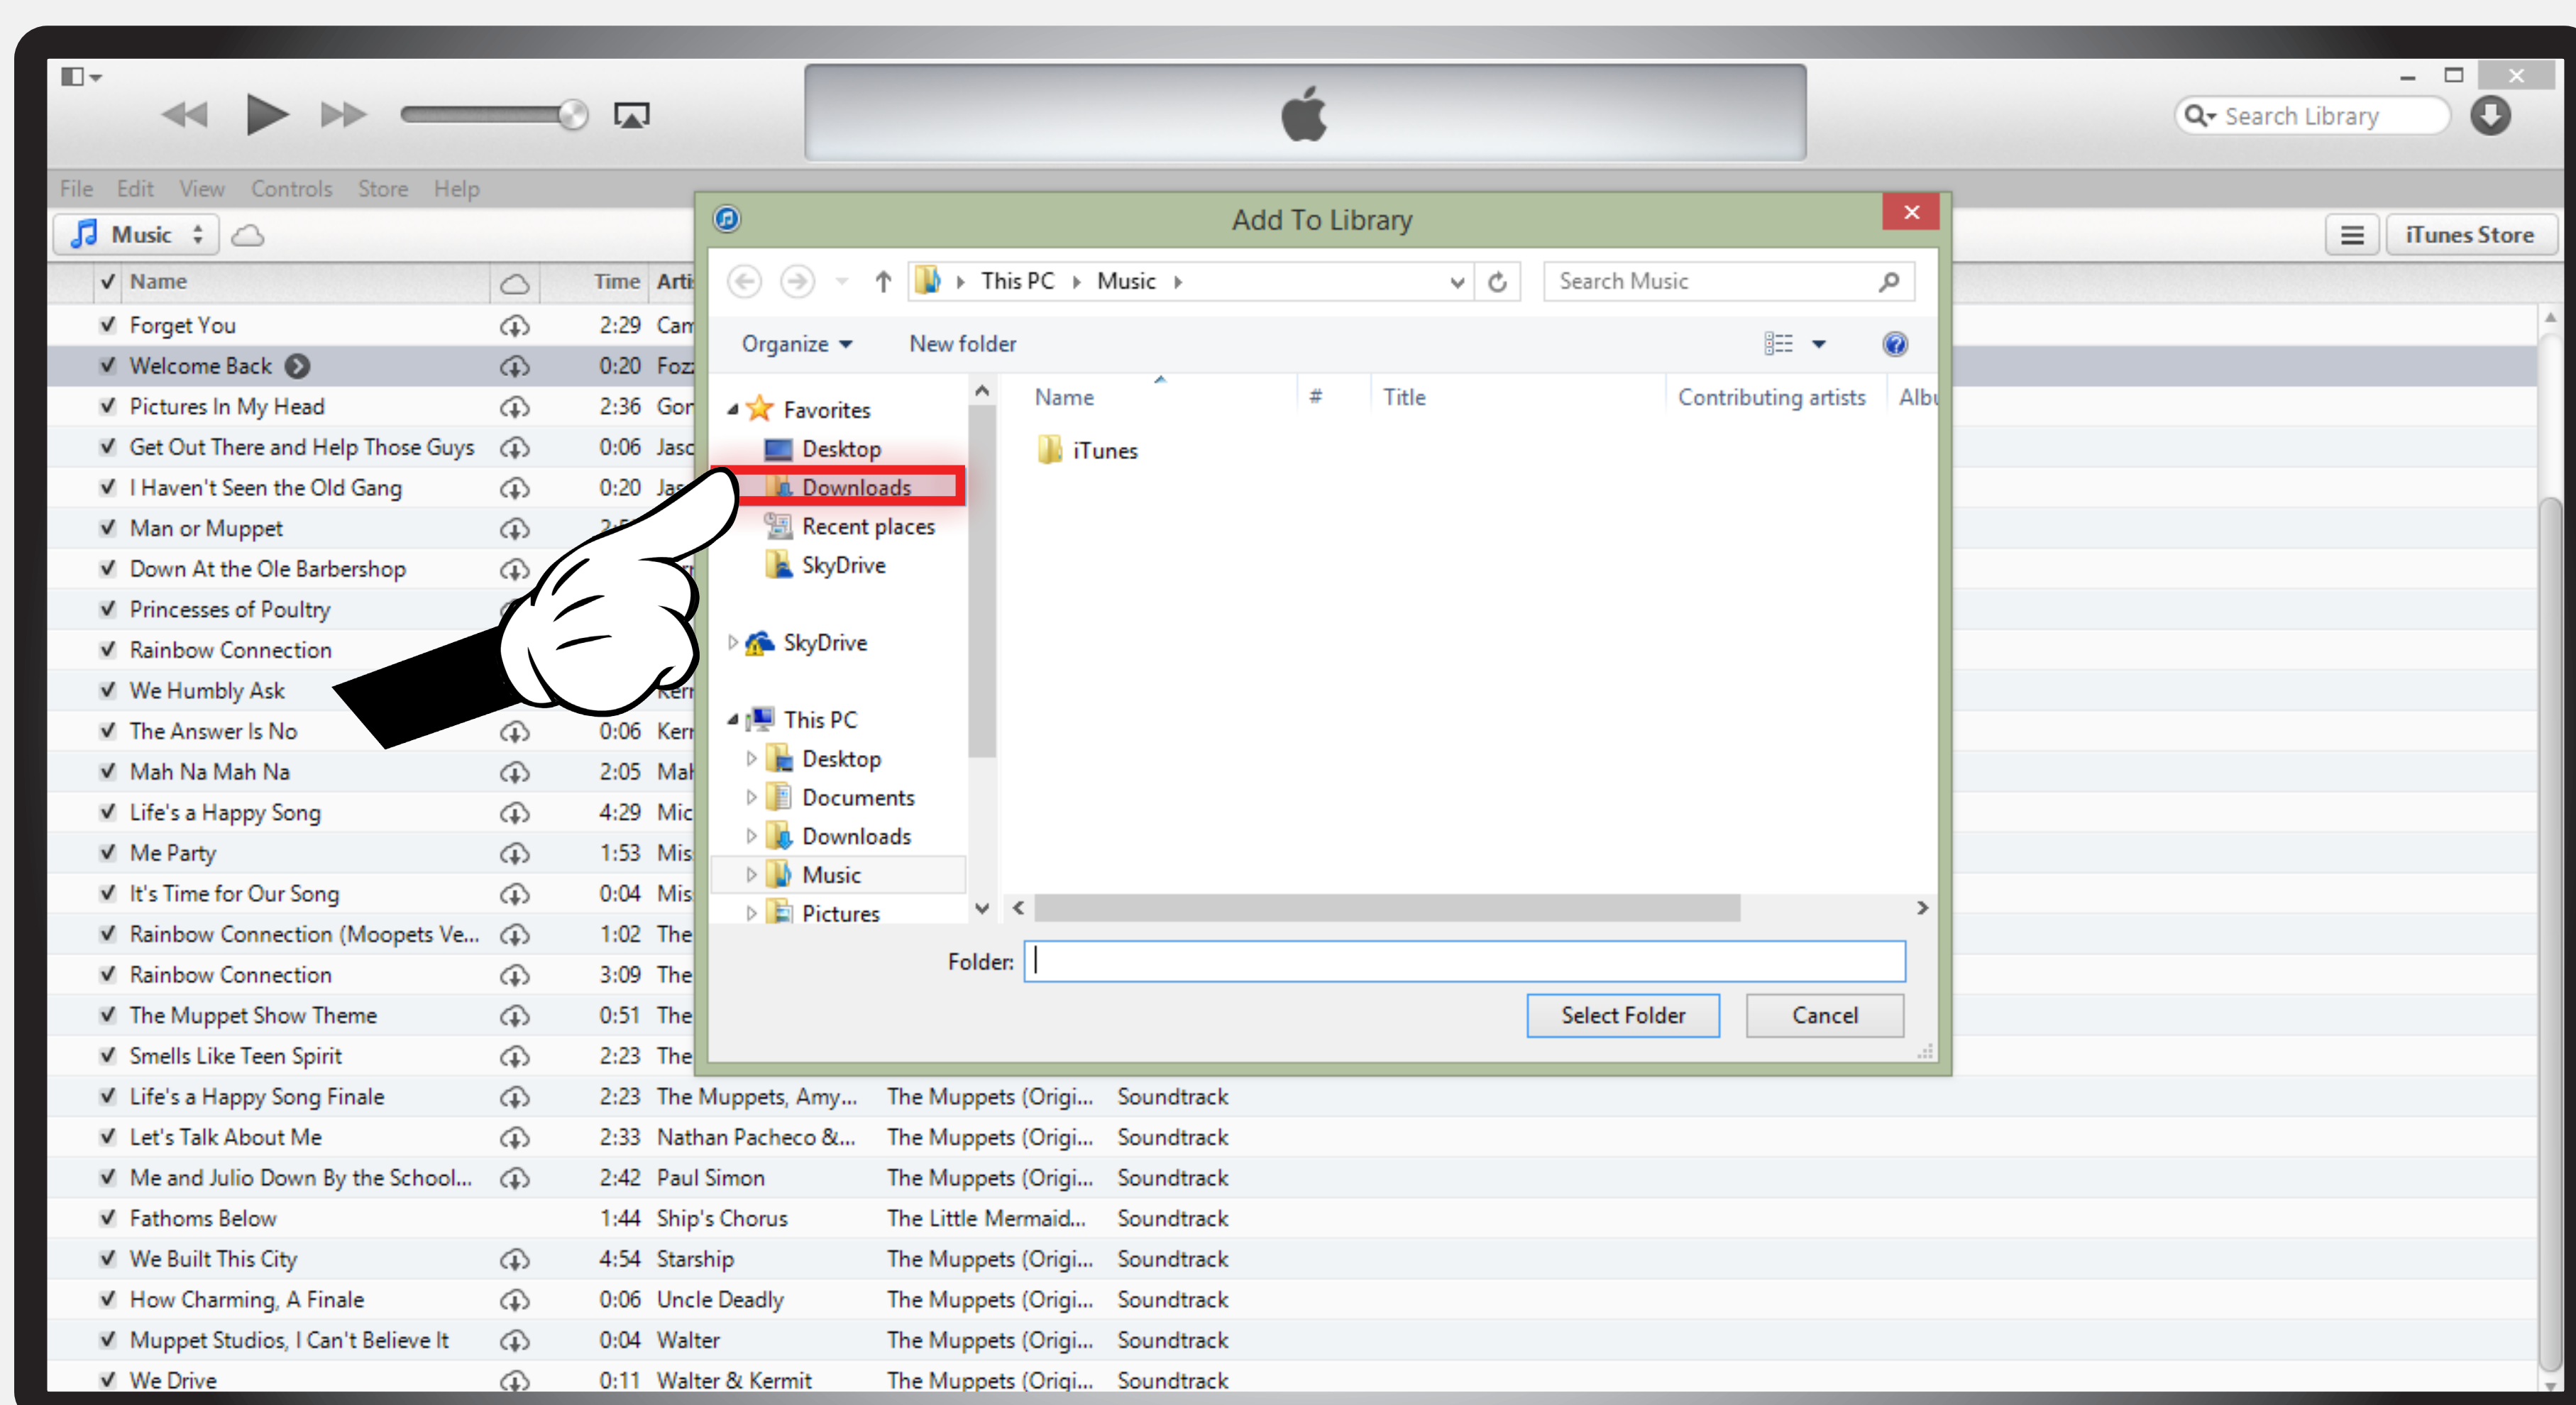 Search Library
File Edit View Controls Store Help
Add To Library
Music
iTunes Store
This PC Music
Search Music
Name Time
Organize New folder
Name # Title Contributing artists
Favorites
Desktop
Downloads
Recent places
SkyDrive
SkyDrive
This PC
Desktop
Documents
Downloads
Music
Pictures
iTunes
Folder:
Select Folder Cancel
Forget You 2:29
Welcome Back 0:20
Pictures In My Head 2:36
Get Out There and Help Those Guys 0:06
I Haven't Seen the Old Gang 0:20
Man or Muppet
Down At the Ole Barbershop
Princesses of Poultry
Rainbow Connection
We Humbly Ask
The Answer Is No 0:06
Mah Na Mah Na 2:05
Life's a Happy Song 4:29
Me Party 1:53
It's Time for Our Song 0:04
Rainbow Connection (Moopets Ve... 1:02 The
Rainbow Connection 3:09 The
The Muppet Show Theme 0:51 The
Smells Like Teen Spirit 2:23 The
Life's a Happy Song Finale 2:23 The Muppets, Amy... The Muppets (Origi... Soundtrack
Let's Talk About Me 2:33 Nathan Pacheco &... The Muppets (Origi... Soundtrack
Me and Julio Down By the School... 2:42 Paul Simon The Muppets (Origi... Soundtrack
Fathoms Below 1:44 Ship's Chorus The Little Mermaid... Soundtrack
We Built This City 4:54 Starship The Muppets (Origi... Soundtrack
How Charming, A Finale 0:06 Uncle Deadly The Muppets (Origi... Soundtrack
Muppet Studios, I Can't Believe It 0:04 Walter The Muppets (Origi... Soundtrack
We Drive 0:11 Walter & Kermit The Muppets (Origi... Soundtrack